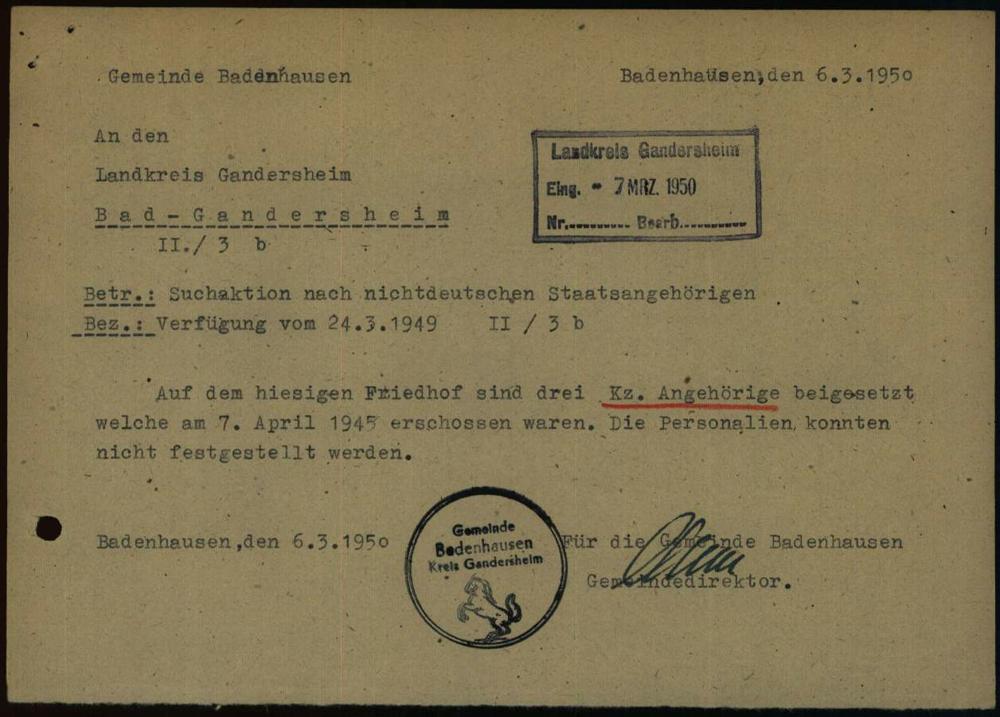 Gemeinde Badenhausen
Badenhausen,den 6.3.1950
An den
Landkreis Gandersheim
Bad-Gandersheim
II./ 3 b
Landkreis Gandersheim
Eing. - 7 MRZ. 1950
Nr.......... Bearb...........
Betr.: Suchaktion nach nichtdeutschen Staatsangehörigen
Bez.: Verfügung vom 24.3.1949 II / 3 b
Auf dem hiesigen Friedhof sind drei Kz. Angehörige beigesetzt
welche am 7. April 1945 erschossen waren. Die Personalien konnten
nicht festgestellt werden.
Badenhausen,den 6.3.1950
Gemeinde
Badenhausen
Kreis Gandersheim
Für die Gemeinde Badenhausen
Gemeindedirektor.